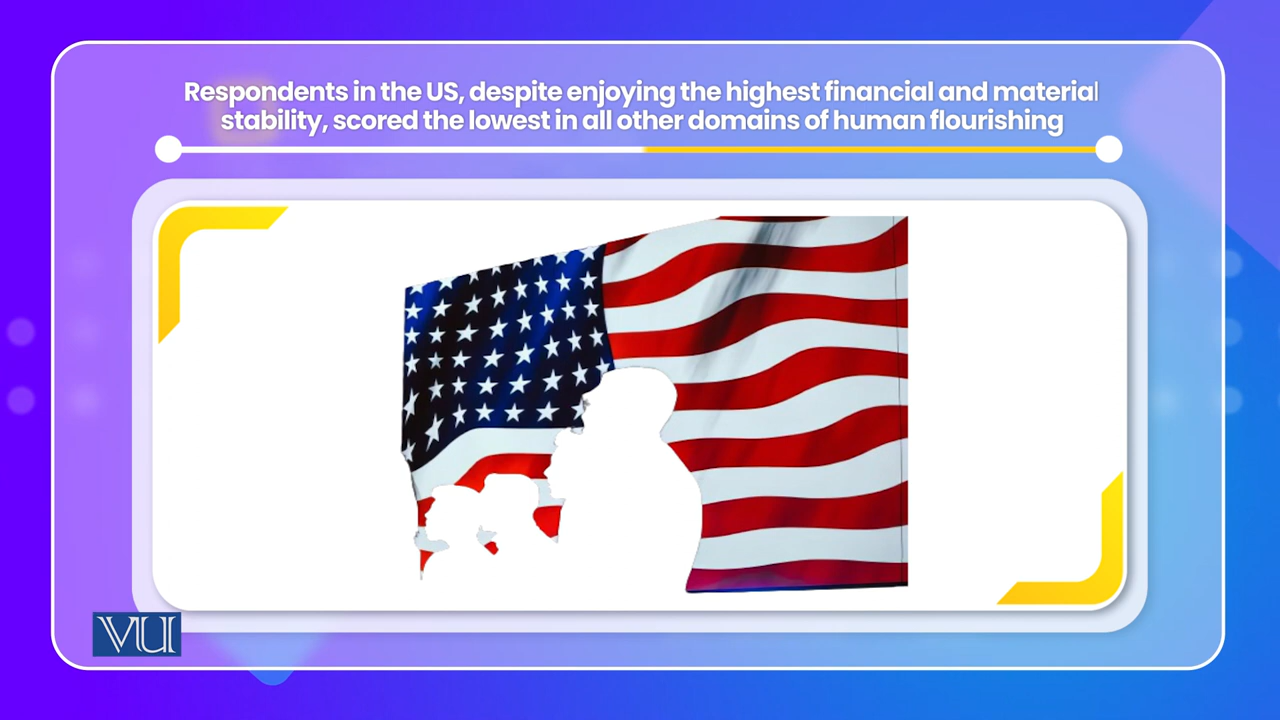 Respondents in the US, despite enjoying the highest financial and material
stability, scored the lowest in all other domains of human flourishing
VU